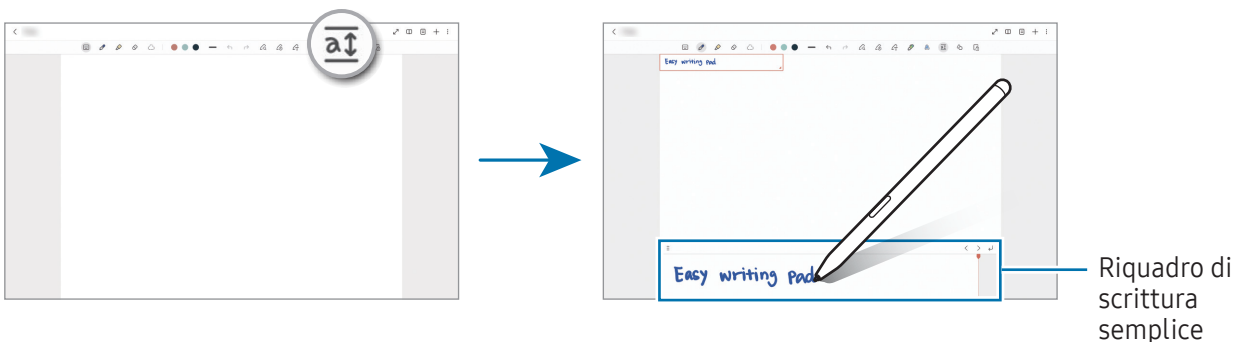 a
Easy writing pad
Easy writing pad
Riquadro di
scrittura
semplice